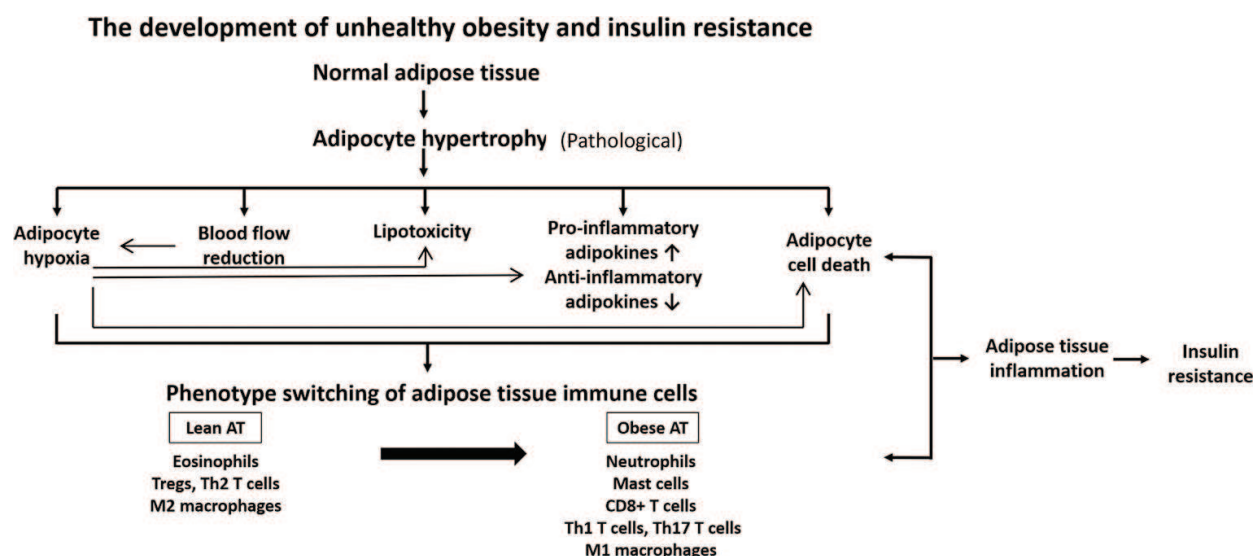 The development of unhealthy obesity and insulin resistance
Normal adipose tissue
Adipocyte hypertrophy (Pathological)
Adipocyte
hypoxia
Blood flow
reduction
Lipotoxicity
Pro-inflammatory
adipokines ↑
Anti-inflammatory
adipokines ↓
Adipocyte
cell death
Adipose tissue
inflammation
Insulin
resistance
Phenotype switching of adipose tissue immune cells
Lean AT
Eosinophils
Tregs, Th2 T cells
M2 macrophages
Obese AT
Neutrophils
Mast cells
CD8+ T cells
Th1 T cells, Th17 T cells
M1 macrophages